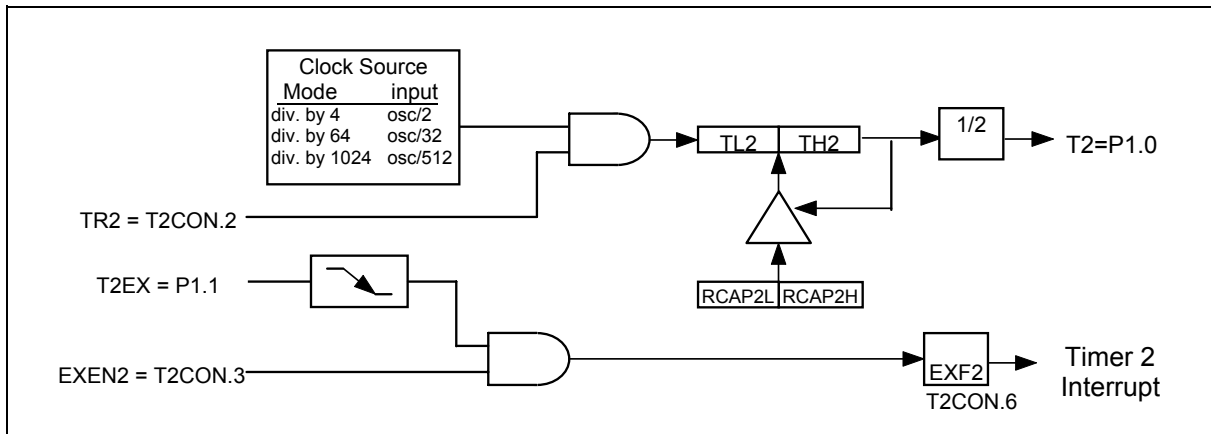 Clock Source
Mode input
div. by 4 osc/2
div. by 64 osc/32
div. by 1024 osc/512
1/2
TL2 TH2
T2=P1.0
TR2 = T2CON.2
T2EX = P1.1
RCAP2L RCAP2H
EXEN2 = T2CON.3
EXF2
T2CON.6
Timer 2
Interrupt